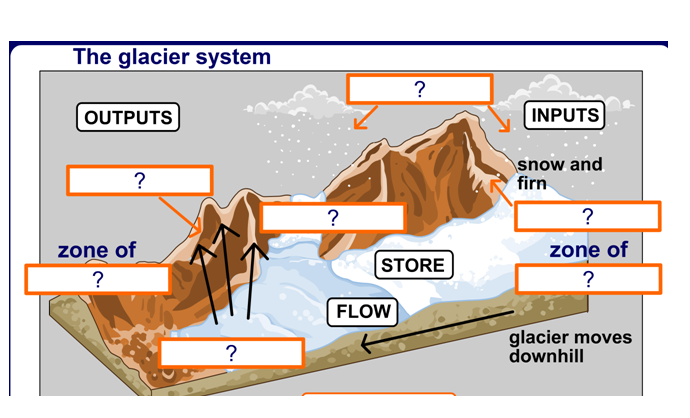 The glacier system
?
OUTPUTS
INPUTS
snow and
firn
?
?
?
zone of
?
zone of
?
STORE
FLOW
glacier moves
downhill
?